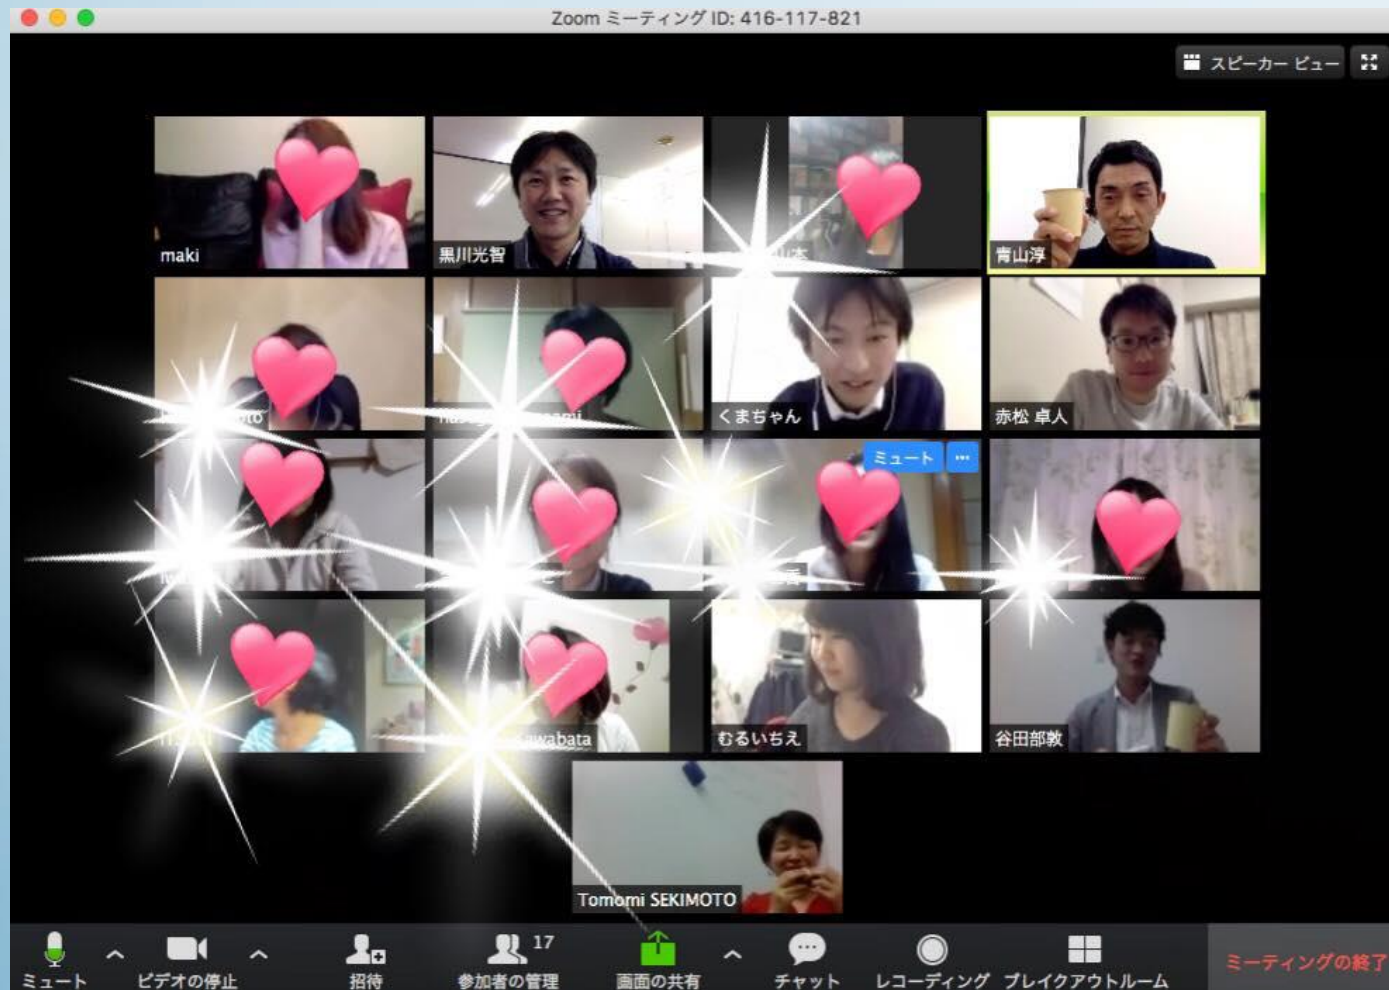 Zoom ミーティング ID: 416-117-821
スピーカー ビュー
maki
黒川光智
山本
青山淳
くまちゃん
赤松 卓人
ミュート
むるいちえ
谷田部敦
Tomomi SEKIMOTO
17
ミュート
ビデオの停止
招待
参加者の管理
画面の共有
チャット
レコーディング
ブレイクアウトルーム
ミーティングの終了